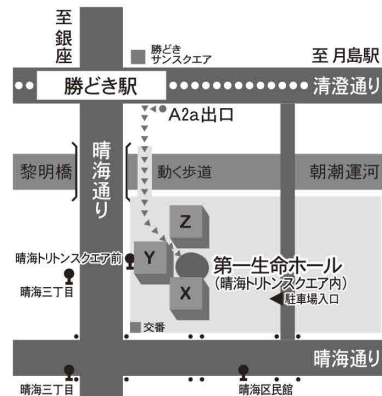 至銀座
勝どき
サンスクエア
至月島
勝どき駅
清澄通り
A2a出口
黎明橋
晴海通り
動く歩道
朝潮運河
Z
晴海トリトンスクエア前
Y
第一生命ホール
(晴海トリトンスクエア内)
X
駐車場入口
晴海三丁目
交番
晴海通り
晴海三丁目
晴海区民館